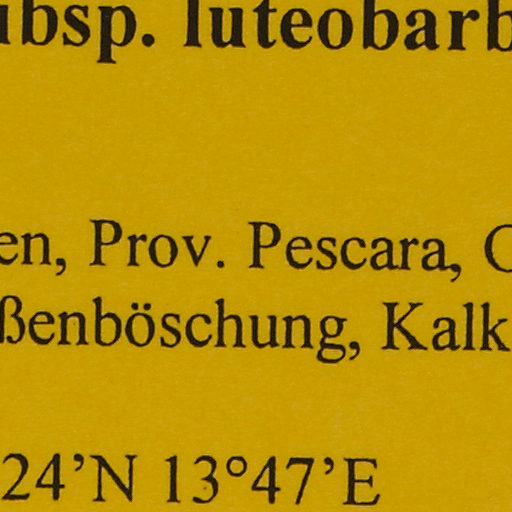 ubsp. luteobarb
en, Prov. Pescara, C
ßenböschung, Kalk
24’N 13°47’E